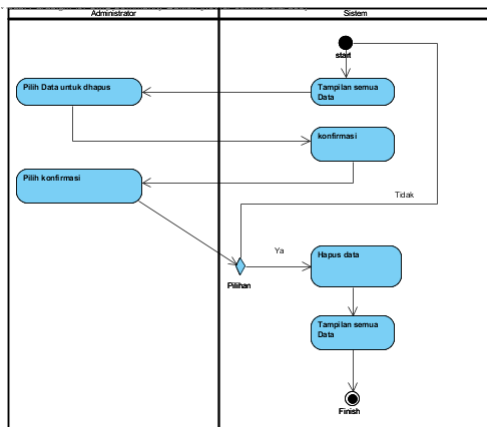 Administrator
Sistem
start
Pilih Data untuk dhapus
Tampilan semua
Data
konfirmasi
Pilih konfirmasi
Tidak
Ya
Hapus data
Pilihan
Tampilan semua
Data
Finish